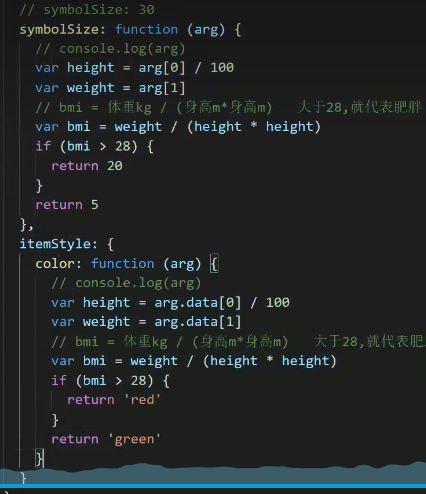 // symbolSize: 30
symbolSize: function (arg) {
// console.log(arg)
var height = arg[0] / 100
var weight = arg[1]
// bmi = 体重kg / (身高m*身高m) 大于28,就代表肥胖
var bmi = weight / (height * height)
if (bmi > 28) {
return 20
}
return 5
},
itemStyle: {
color: function (arg) {
// console.log(arg)
var height = arg.data[0] / 100
var weight = arg.data[1]
// bmi = 体重kg / (身高m*身高m) 大于28,就代表肥
var bmi = weight / (height * height)
if (bmi > 28) {
return 'red'
}
return 'green'
}
}